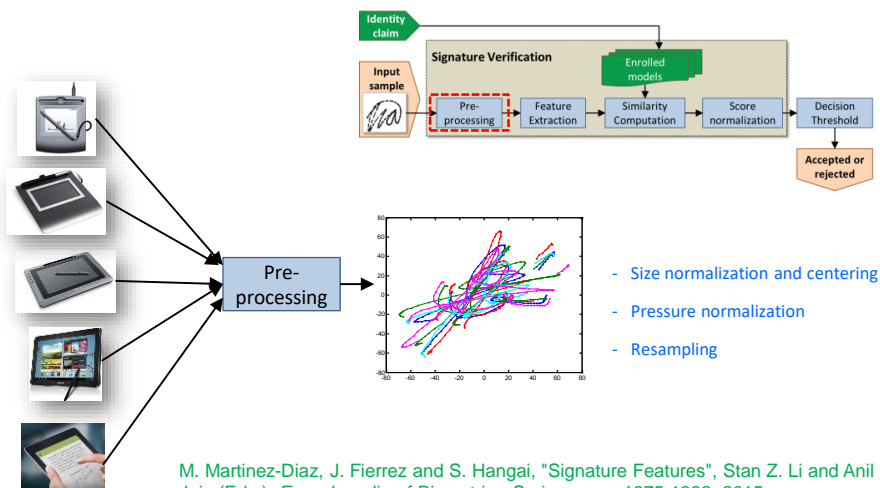 Identity
claim
Signature Verification
Enrolled
models
Input
sample
Pre-
processing
Feature
Extraction
Similarity
Computation
Score
normalization
Decision
Threshold
Accepted or
rejected
Pre-
processing
80
60
40
20
0
-20
-40
-60
-80
-80 -60 -40 -20 0 20 40 60 80
- Size normalization and centering
- Pressure normalization
- Resampling
M. Martinez-Diaz, J. Fierrez and S. Hangai, "Signature Features", Stan Z. Li and Anil